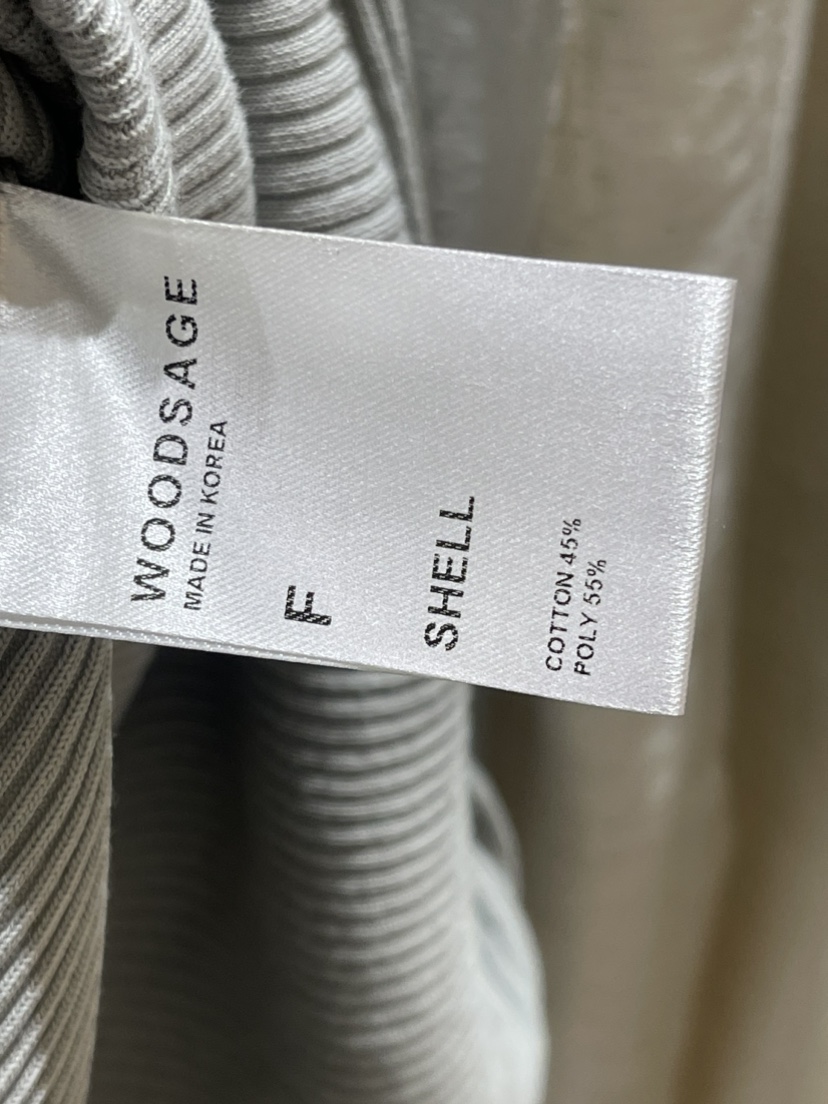 WOODSAGE
MADE IN KOREA
F
SHELL
COTTON 45%
POLY 55%